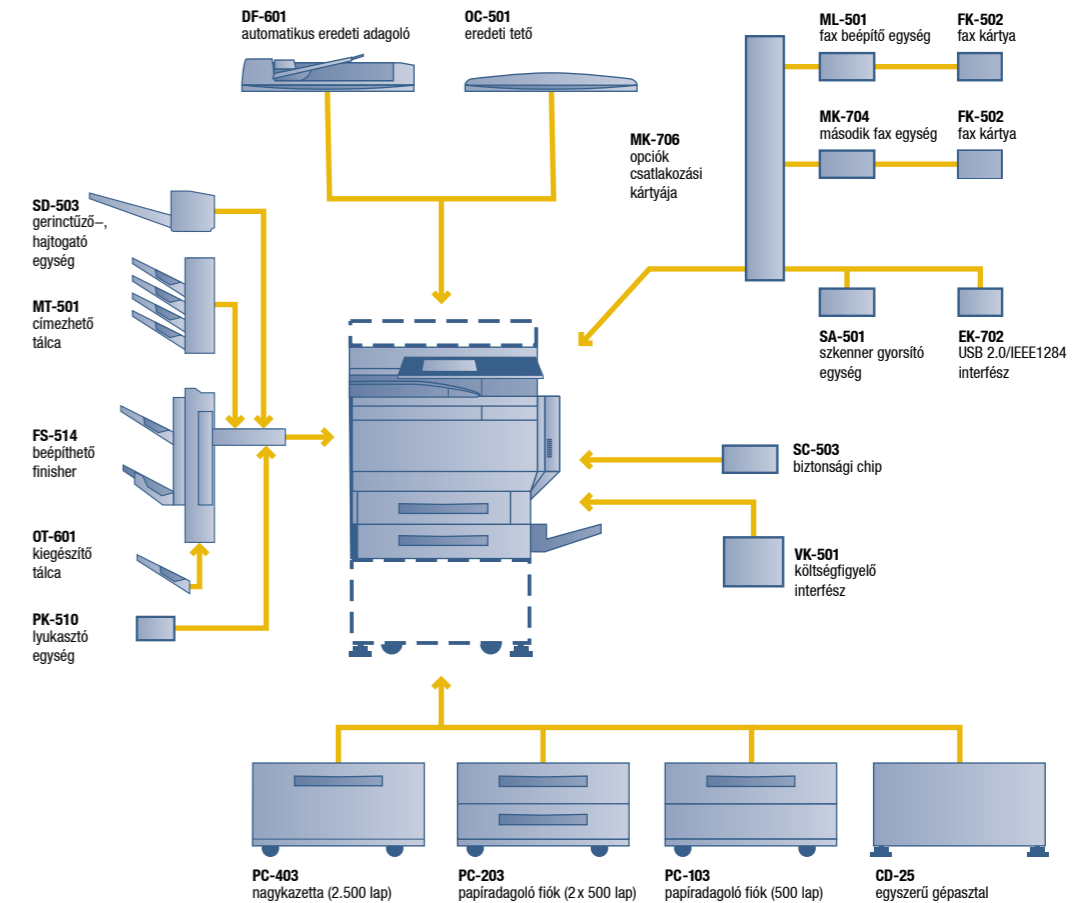 DF-601
automatikus eredeti adagoló
OC-501
eredeti tető
ML-501
fax beépítő egység
FK-502
fax kártya
MK-704
második fax egység
FK-502
fax kártya
MK-706
opciók
csatlakozási
kártyája
SD-503
gerinctűző–,
hajtogató
egység
MT-501
címezhető
tálca
SA-501
szkenner gyorsító
egység
EK-702
USB 2.0/IEEE1284
interfész
FS-514
beépíthető
finisher
SC-503
biztonsági chip
OT-601
kiegészítő
tálca
VK-501
költségfigyelő
interfész
PK-510
lyukasztó
egység
PC-403
nagykazetta (2.500 lap)
PC-203
papíradagoló fiók (2 x 500 lap)
PC-103
papíradagoló fiók (500 lap)
CD-25
egyszerű gépasztal